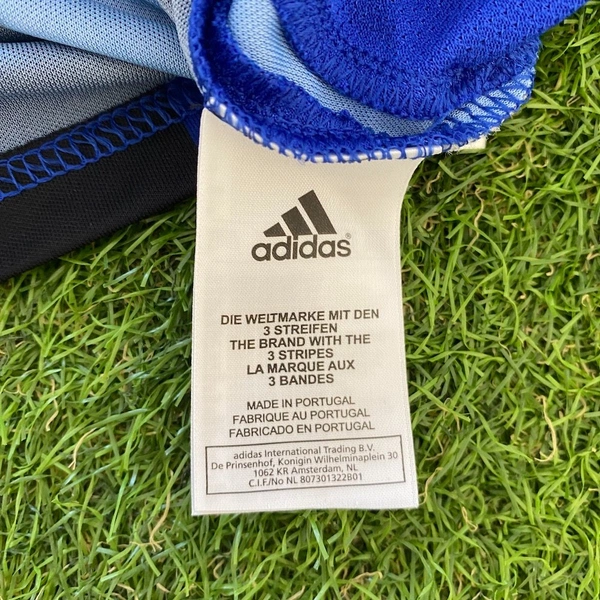 adidas®
DIE WELTMARKE MIT DEN
3 STREIFEN
THE BRAND WITH THE
3 STRIPES
LA MARQUE AUX
3 BANDES
MADE IN PORTUGAL
FABRIQUE AU PORTUGAL
FABRICADO EN PORTUGAL
adidas International Trading B.V.
De Prinsenhof, Konigin Wilhelminaplein 30
1062 KR Amsterdam, NL
C.I.F./No NL 807301322B01